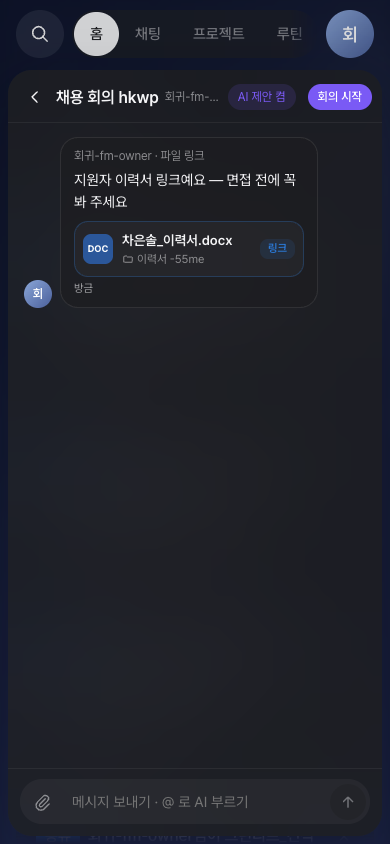 홈 채팅 프로젝트 루틴 회
채용 회의 hkwp 회귀-fm-... AI 제안 켬 회의 시작
회귀-fm-owner · 파일 링크
지원자 이력서 링크예요 — 면접 전에 꼭
봐 주세요
DOC 차은솔_이력서.docx 링크
이력서 -55me
방금
회
메시지 보내기 · @ 로 AI 부르기